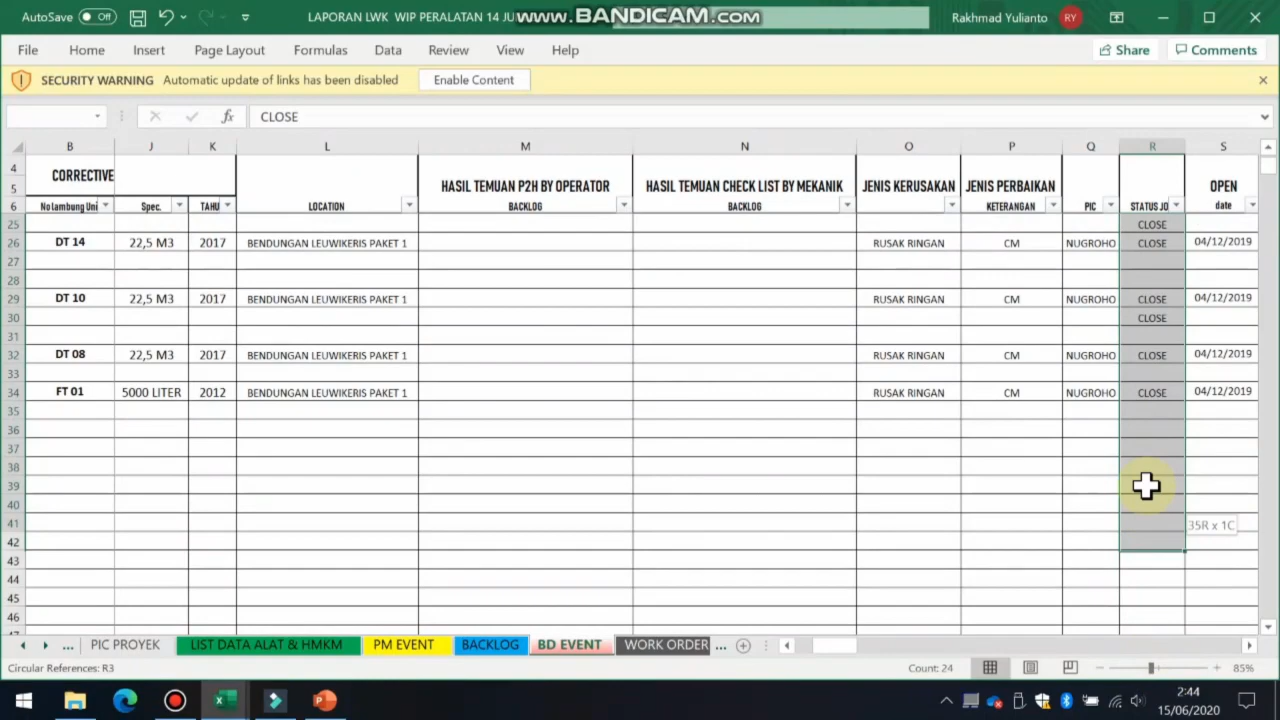 AutoSave Off LAPORAN LWK WIP PERALATAN 14 JU www.BANDICAM.com Rakhmad Yulianto RY
File Home Insert Page Layout Formulas Data Review View Help Share Comments
SECURITY WARNING Automatic update of links has been disabled Enable Content
fx CLOSE
B J K L M N O P Q R S
4 CORRECTIVE
5 HASIL TEMUAN P2H BY OPERATOR HASIL TEMUAN CHECK LIST BY MEKANIK JENIS KERUSAKAN JENIS PERBAIKAN OPEN
6 No lambung Uni Spec. TAHU LOCATION BACKLOG BACKLOG KETERANGAN PIC STATUS JO date
25 CLOSE
26 DT 14 22,5 M3 2017 BENDUNGAN LEUWIKERIS PAKET 1 RUSAK RINGAN CM NUGROHO CLOSE 04/12/2019
27
28
29 DT 10 22,5 M3 2017 BENDUNGAN LEUWIKERIS PAKET 1 RUSAK RINGAN CM NUGROHO CLOSE 04/12/2019
30 CLOSE
31
32 DT 08 22,5 M3 2017 BENDUNGAN LEUWIKERIS PAKET 1 RUSAK RINGAN CM NUGROHO CLOSE 04/12/2019
33
34 FT 01 5000 LITER 2012 BENDUNGAN LEUWIKERIS PAKET 1 RUSAK RINGAN CM NUGROHO CLOSE 04/12/2019
35
36
37
38
39
40
41 35R x 1C
42
43
44
45
46
... PIC PROYEK LIST DATA ALAT & HMKM PM EVENT BACKLOG BD EVENT WORK ORDER ...
Circular References: R3 Count: 24 85%
2:44
15/06/2020